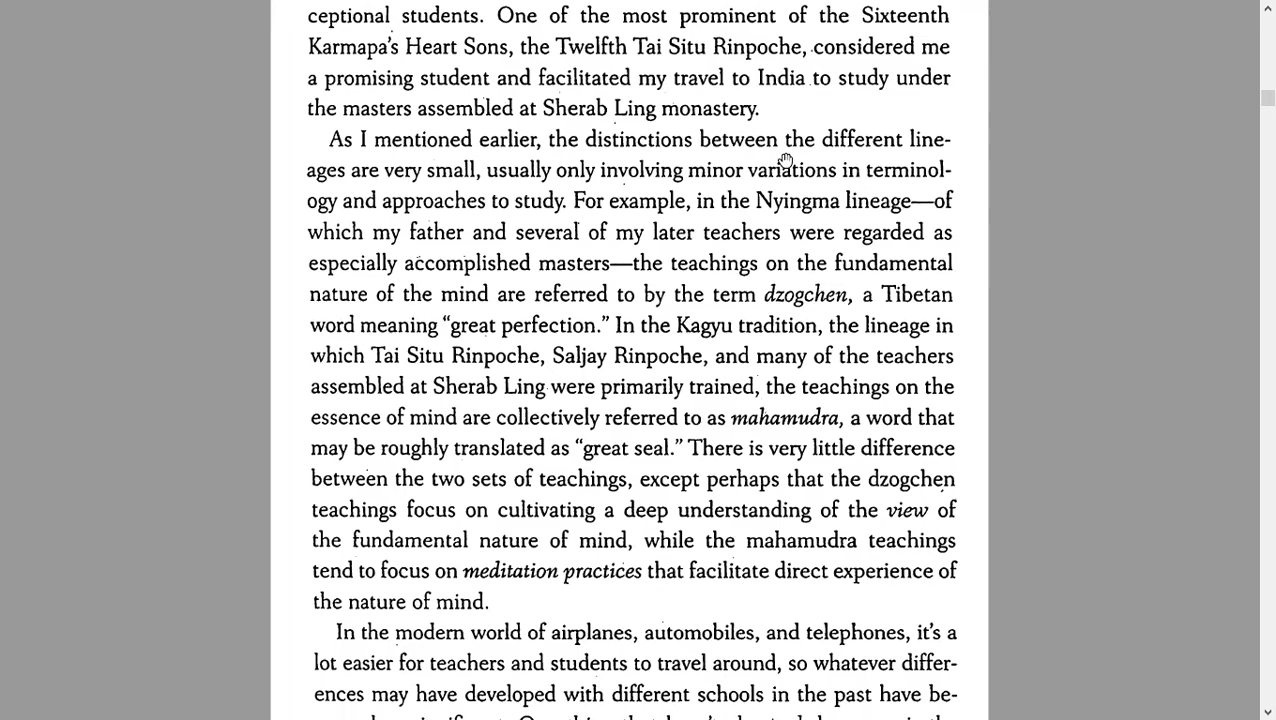 ceptional students. One of the most prominent of the Sixteenth
Karmapa's Heart Sons, the Twelfth Tai Situ Rinpoche, considered me
a promising student and facilitated my travel to India to study under
the masters assembled at Sherab Ling monastery.
As I mentioned earlier, the distinctions between the different line-
ages are very small, usually only involving minor variations in terminol-
ogy and approaches to study. For example, in the Nyingma lineage—of
which my father and several of my later teachers were regarded as
especially accomplished masters—the teachings on the fundamental
nature of the mind are referred to by the term dzogchen, a Tibetan
word meaning “great perfection.” In the Kagyu tradition, the lineage in
which Tai Situ Rinpoche, Saljay Rinpoche, and many of the teachers
assembled at Sherab Ling were primarily trained, the teachings on the
essence of mind are collectively referred to as mahamudra, a word that
may be roughly translated as “great seal.” There is very little difference
between the two sets of teachings, except perhaps that the dzogchen
teachings focus on cultivating a deep understanding of the view of
the fundamental nature of mind, while the mahamudra teachings
tend to focus on meditation practices that facilitate direct experience of
the nature of mind.
In the modern world of airplanes, automobiles, and telephones, it's a
lot easier for teachers and students to travel around, so whatever differ-
ences may have developed with different schools in the past have be-